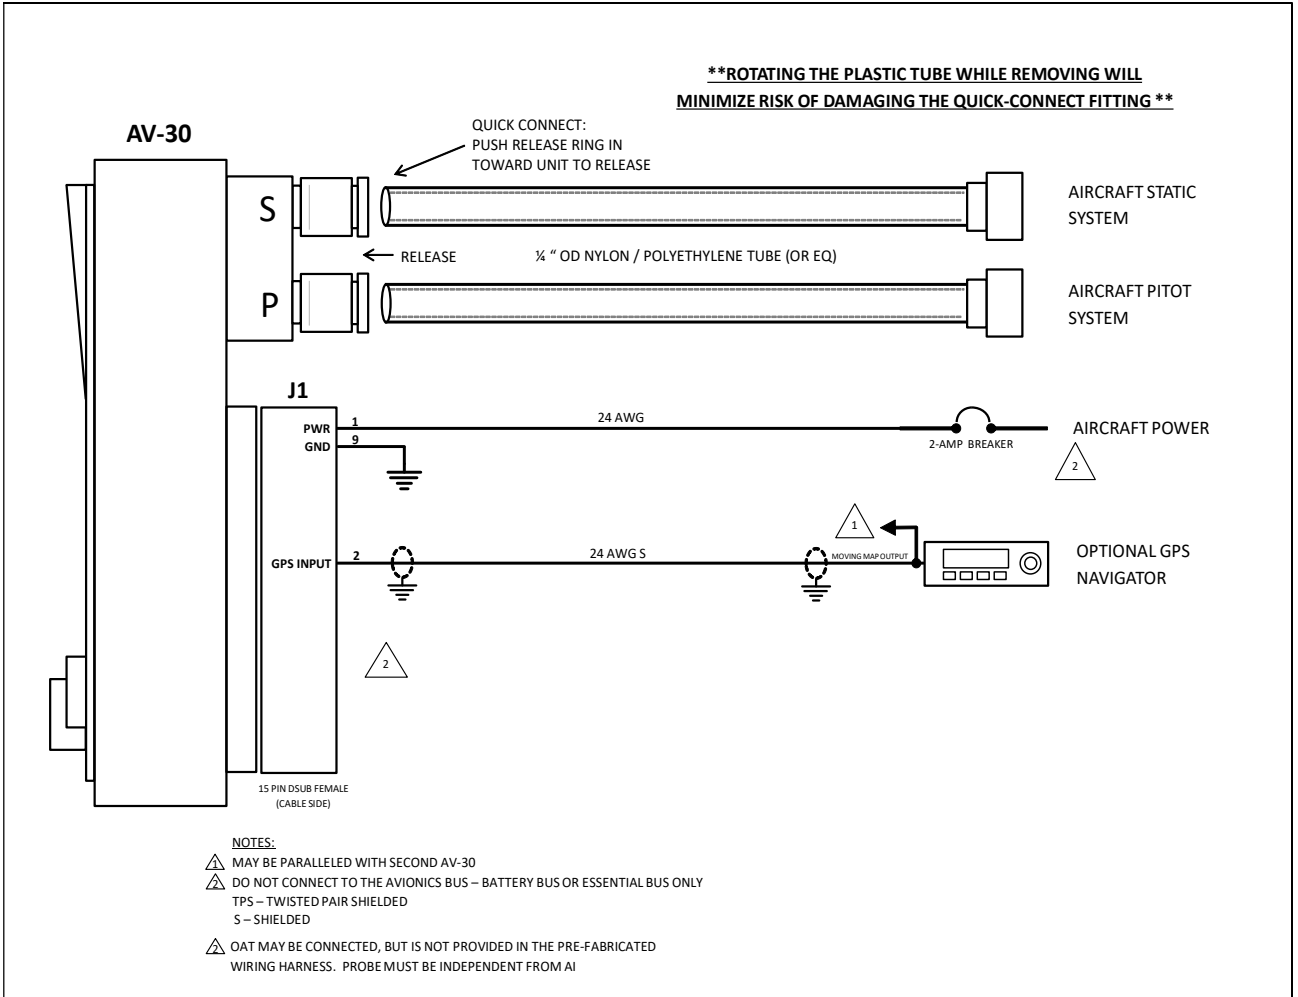 **ROTATING THE PLASTIC TUBE WHILE REMOVING WILL
MINIMIZE RISK OF DAMAGING THE QUICK-CONNECT FITTING **
AV-30
QUICK CONNECT:
PUSH RELEASE RING IN
TOWARD UNIT TO RELEASE
S
AIRCRAFT STATIC
SYSTEM
RELEASE
¼ “ OD NYLON / POLYETHYLENE TUBE (OR EQ)
P
AIRCRAFT PITOT
SYSTEM
J1
PWR
1
24 AWG
2-AMP BREAKER
AIRCRAFT POWER
GND
9
2
1
GPS INPUT
2
24 AWG S
MOVING MAP OUTPUT
OPTIONAL GPS
NAVIGATOR
2
15 PIN DSUB FEMALE
(CABLE SIDE)
NOTES:
1 MAY BE PARALLELED WITH SECOND AV-30
2 DO NOT CONNECT TO THE AVIONICS BUS – BATTERY BUS OR ESSENTIAL BUS ONLY
TPS – TWISTED PAIR SHIELDED
S – SHIELDED
2 OAT MAY BE CONNECTED, BUT IS NOT PROVIDED IN THE PRE-FABRICATED
WIRING HARNESS. PROBE MUST BE INDEPENDENT FROM AI